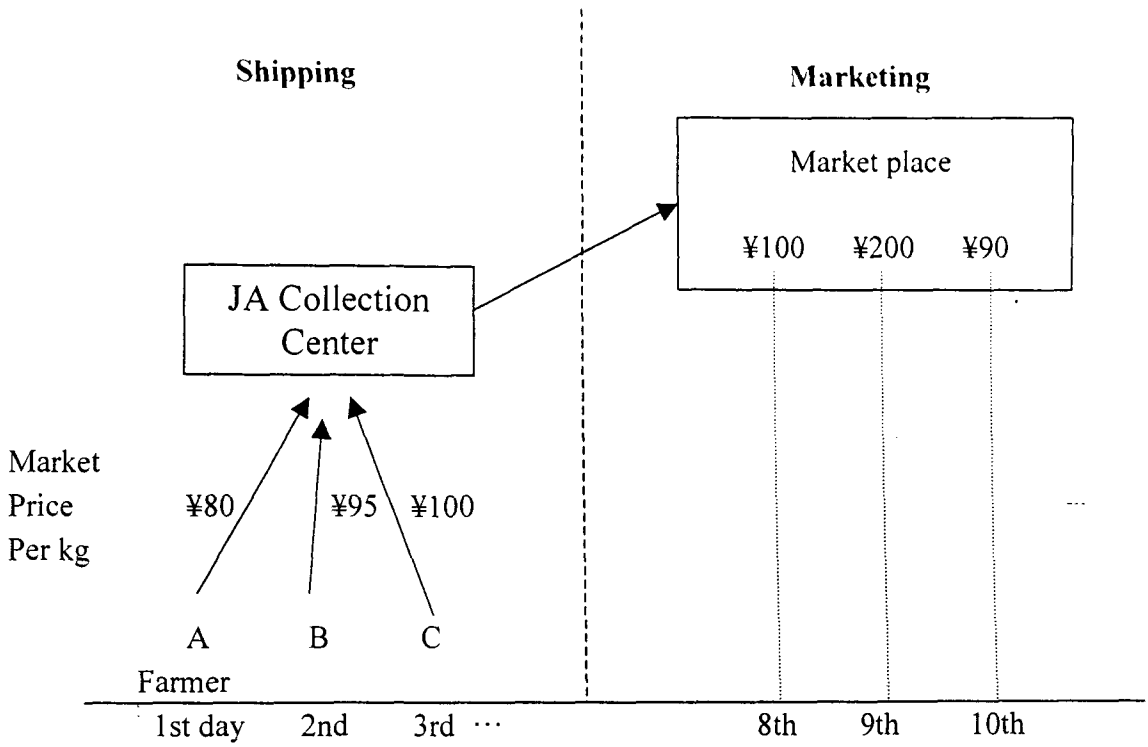 Shipping
Marketing
Market place
¥100 ¥200 ¥90
JA Collection
Center
Market
Price
Per kg
¥80 ¥95 ¥100
A B C
Farmer
1st day 2nd 3rd ⋯ 8th 9th 10th